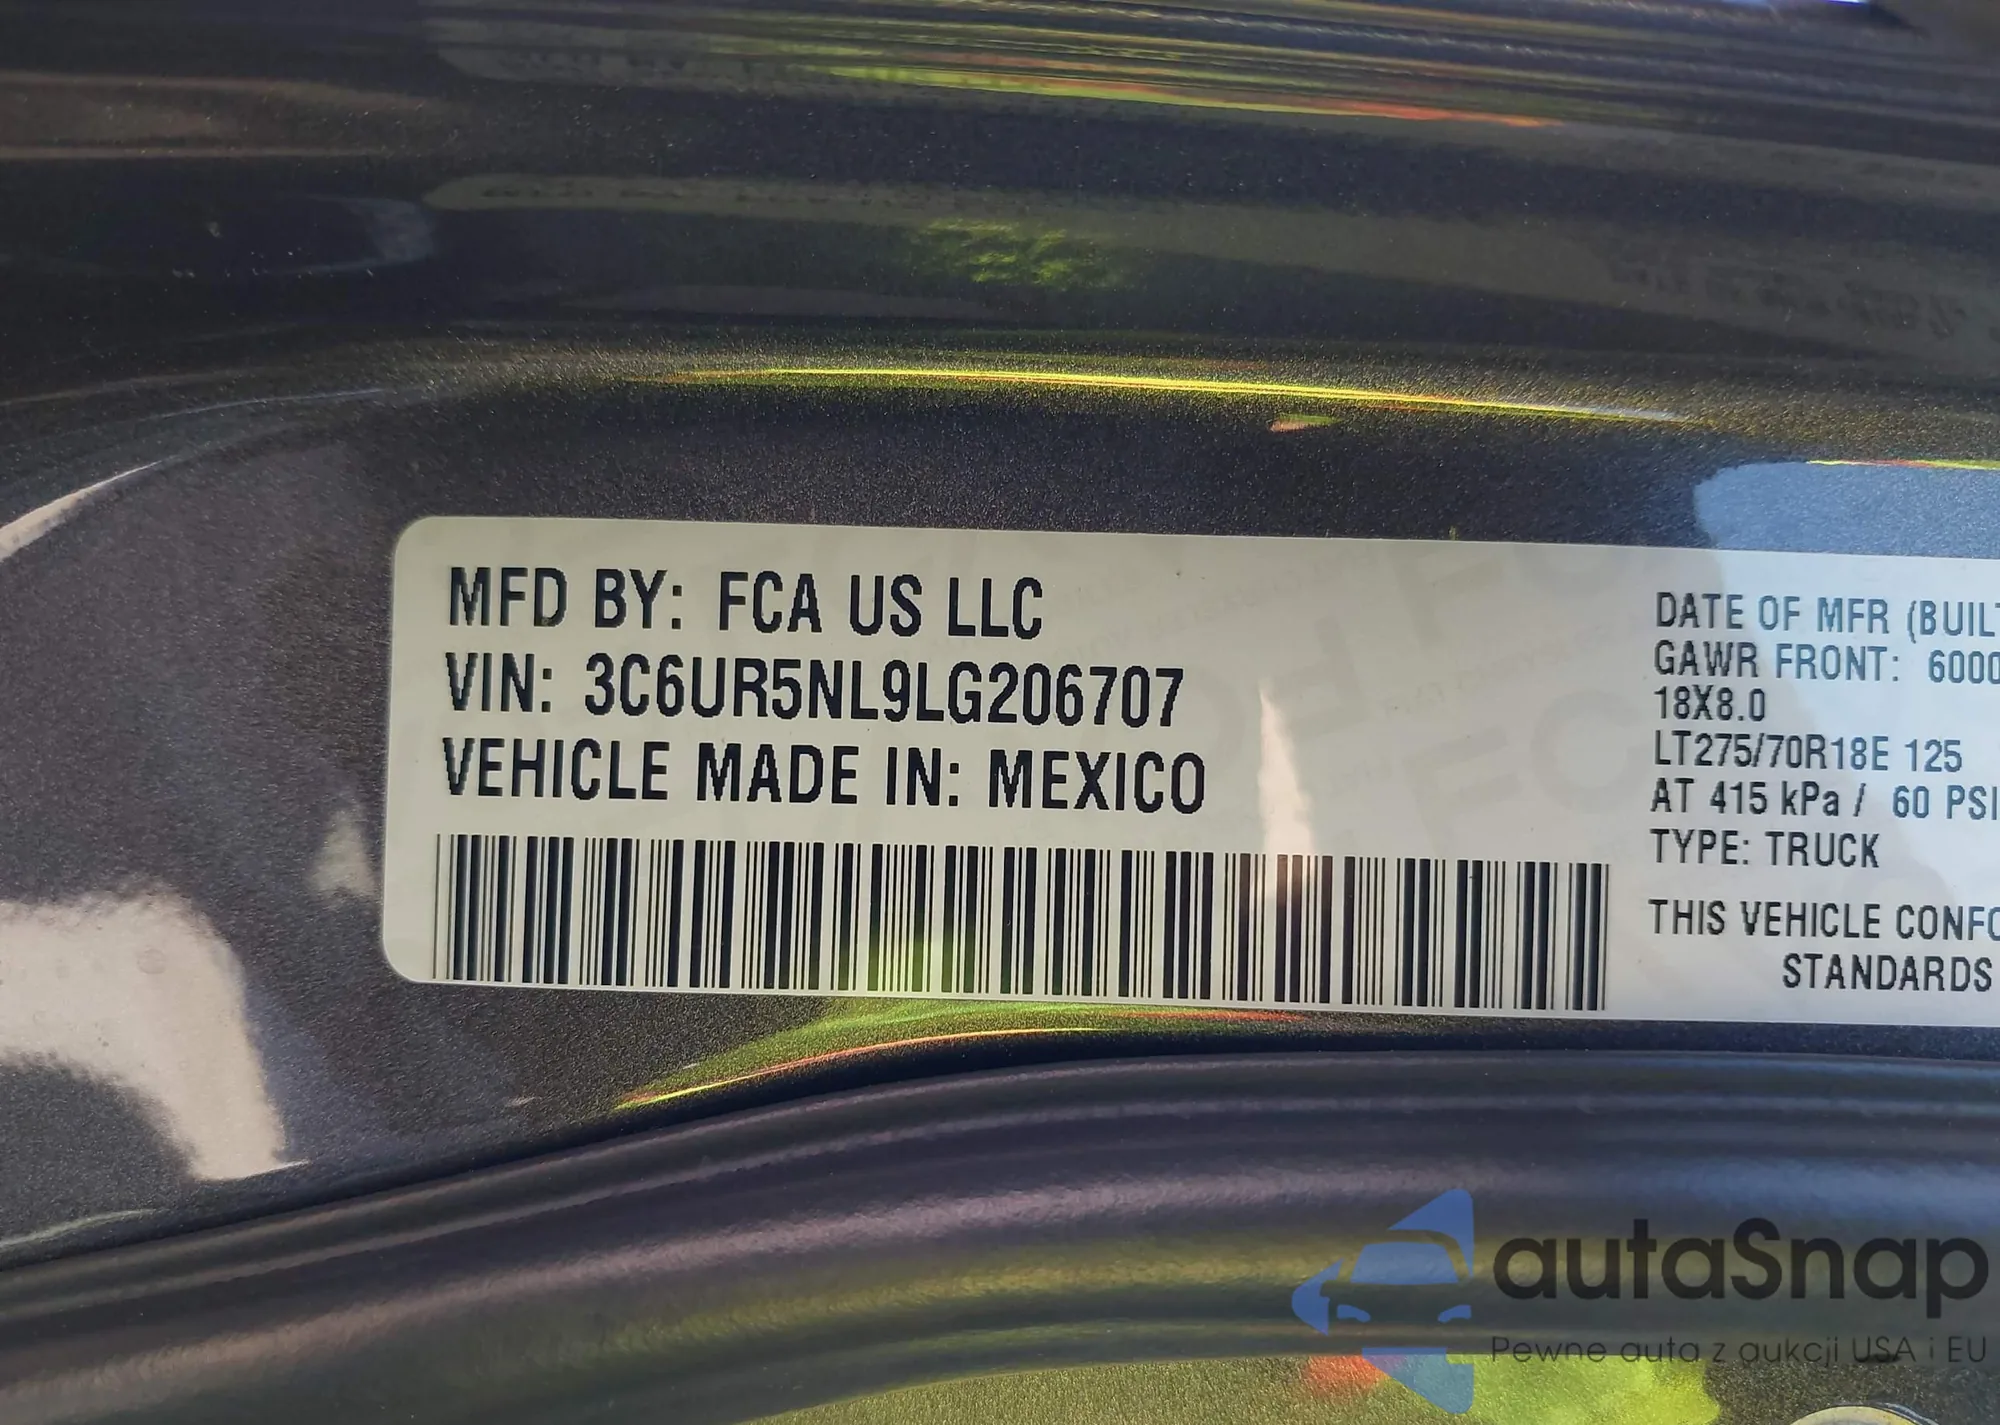 MFD BY: FCA US LLC
VIN: 3C6UR5NL9LG206707
VEHICLE MADE IN: MEXICO
DATE OF MFR (BUILT
GAWR FRONT: 6000
18X8.0
LT275/70R18E 125
AT 415 kPa / 60 PSI
TYPE: TRUCK
THIS VEHICLE CONFO
STANDARDS
autaSnap
Pewne auta z aukcji USA i EU